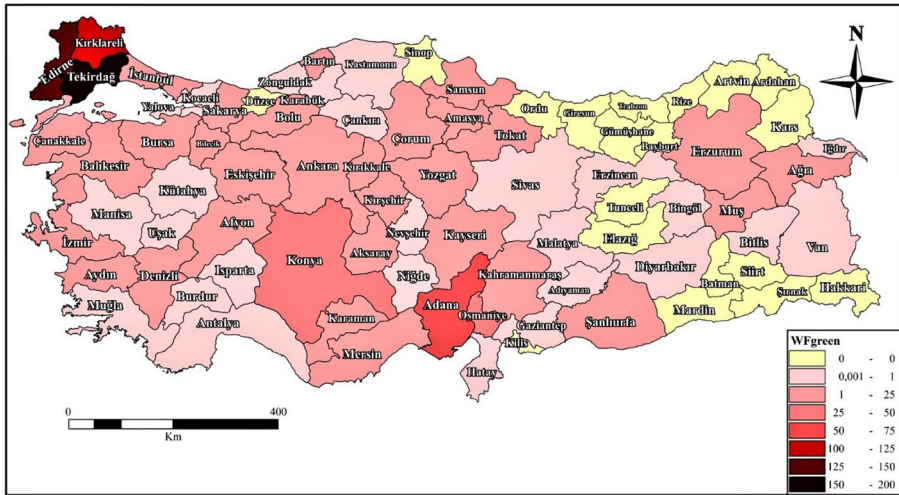 N
Kırklareli
Edirne
Tekirdağ
İstanbul
Kocaeli
Yalova
Sakarya
Düzce
Zonguldak
Bartın
Karabük
Bolu
Kastamonu
Sinop
Çankırı
Samsun
Amasya
Çorum
Tokat
Ordu
Giresun
Trabzon
Rize
Artvin
Ardahan
Gümüşhane
Bayburt
Kars
Iğdır
Erzurum
Ağrı
Çanakkale
Balıkesir
Bursa
Bilecik
Eskişehir
Ankara
Kırıkkale
Yozgat
Sivas
Erzincan
Tunceli
Bingöl
Muş
Kütahya
Manisa
Uşak
Afyon
Kırşehir
Nevşehir
Kayseri
Malatya
Elazığ
Bitlis
Van
İzmir
Aydın
Denizli
Isparta
Burdur
Muğla
Antalya
Konya
Aksaray
Niğde
Karaman
Mersin
Adana
Kahramanmaraş
Osmaniye
Adıyaman
Gaziantep
Kilis
Hatay
Şanlıurfa
Diyarbakır
Batman
Siirt
Mardin
Şırnak
Hakkari
0 400
Km
WFgreen
0 - 0
0,001 - 1
1 - 25
25 - 50
50 - 75
100 - 125
125 - 150
150 - 200